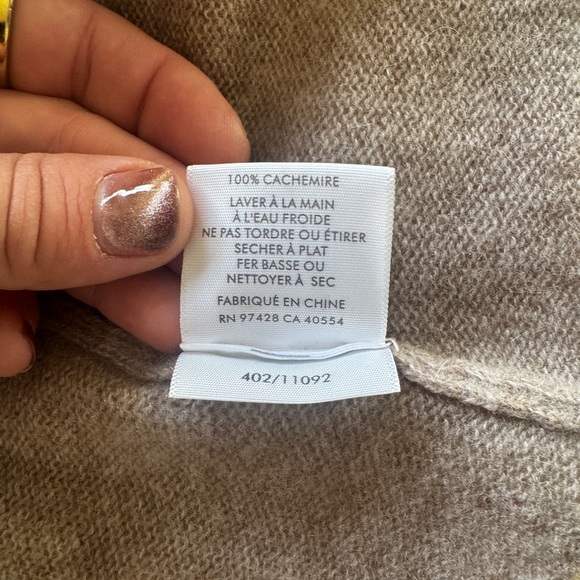 100% CACHEMIRE
LAVER À LA MAIN
À L'EAU FROIDE
NE PAS TORDRE OU ÉTIRER
SECHER À PLAT
FER BASSE OU
NETTOYER À SEC
FABRIQUÉ EN CHINE
RN 97428 CA 40554
402/11092